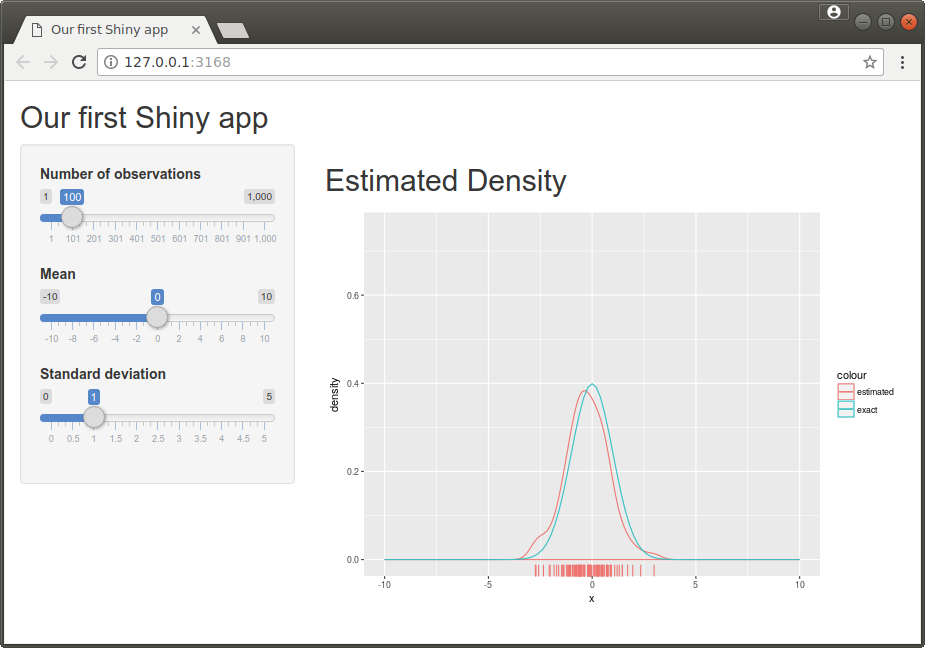 Our first Shiny app
127.0.0.1:3168
Our first Shiny app
Number of observations
1 100 1,000
1 101 201 301 401 501 601 701 801 901 1,000
Mean
-10 0 10
-10 -8 -6 -4 -2 0 2 4 6 8 10
Standard deviation
0 1 5
0 0.5 1 1.5 2 2.5 3 3.5 4 4.5 5
Estimated Density
density
0.6
0.4
0.2
0.0
-10 -5 0 5 10
x
colour
estimated
exact